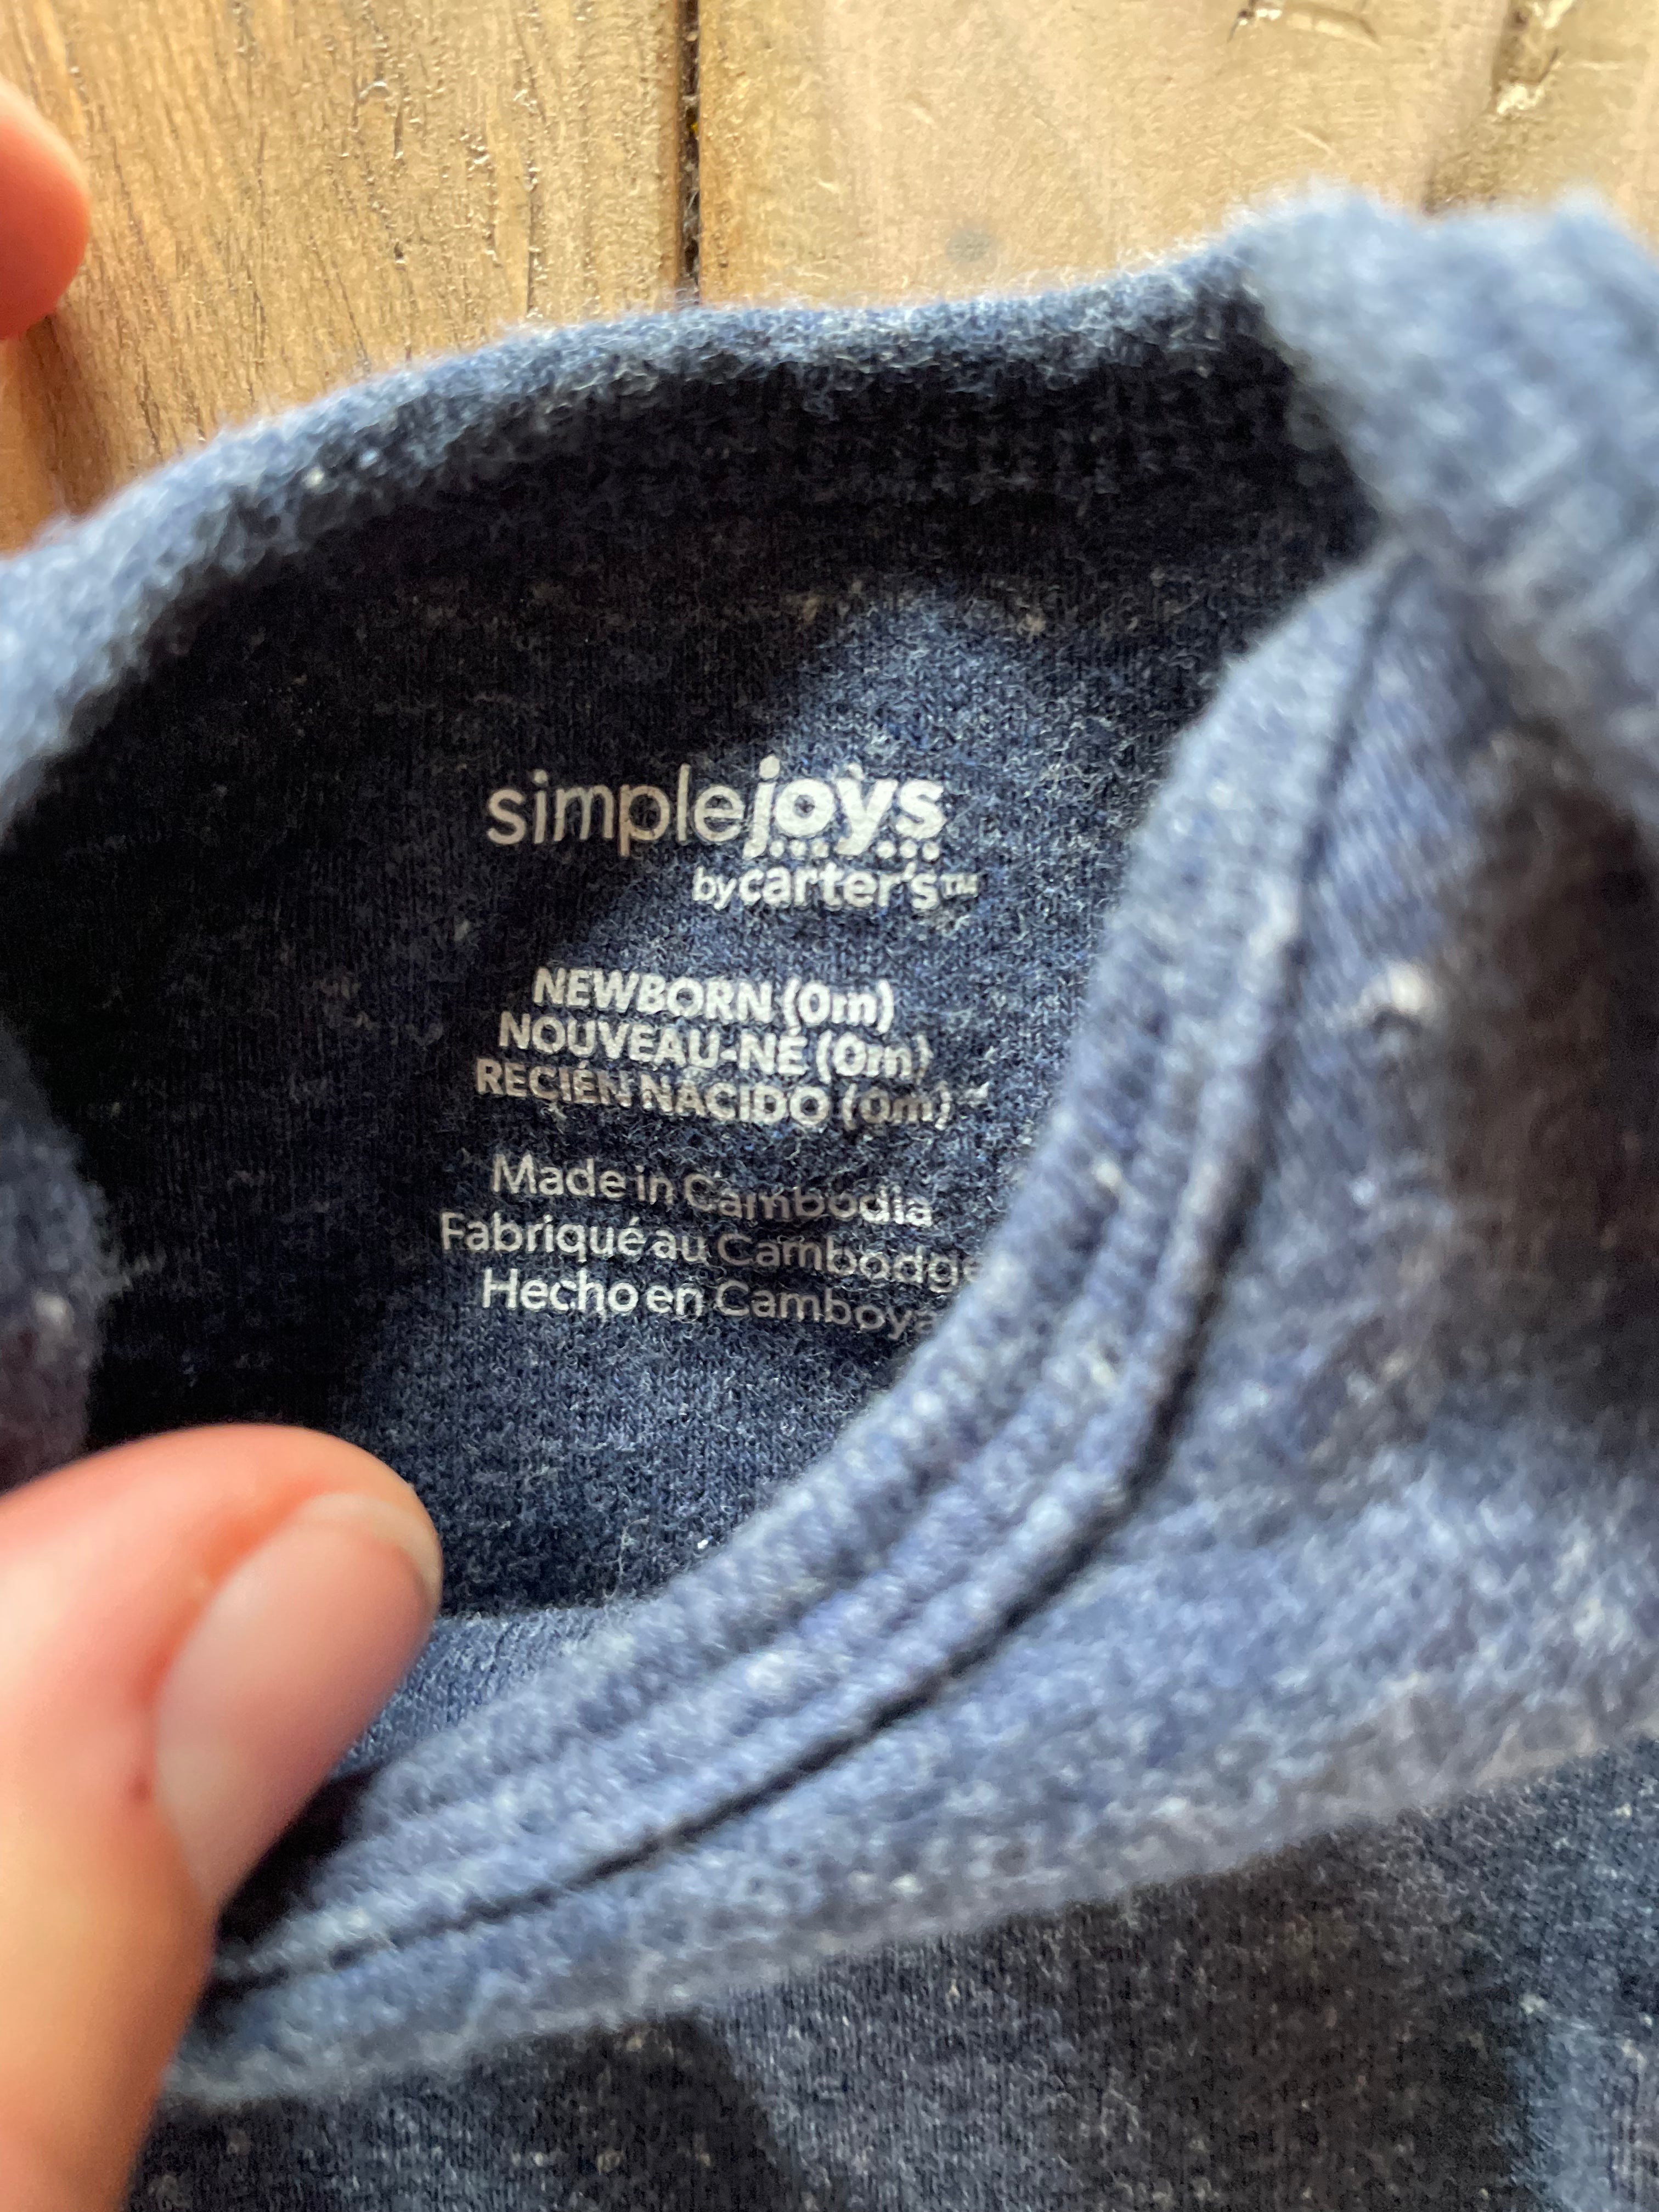 simplejoys
by carter's™
NEWBORN (0m)
NOUVEAU-NÉ (0m)
RECIÉN NACIDO (0m)
Made in Cambodia
Fabriqué au Cambodge
Hecho en Camboya